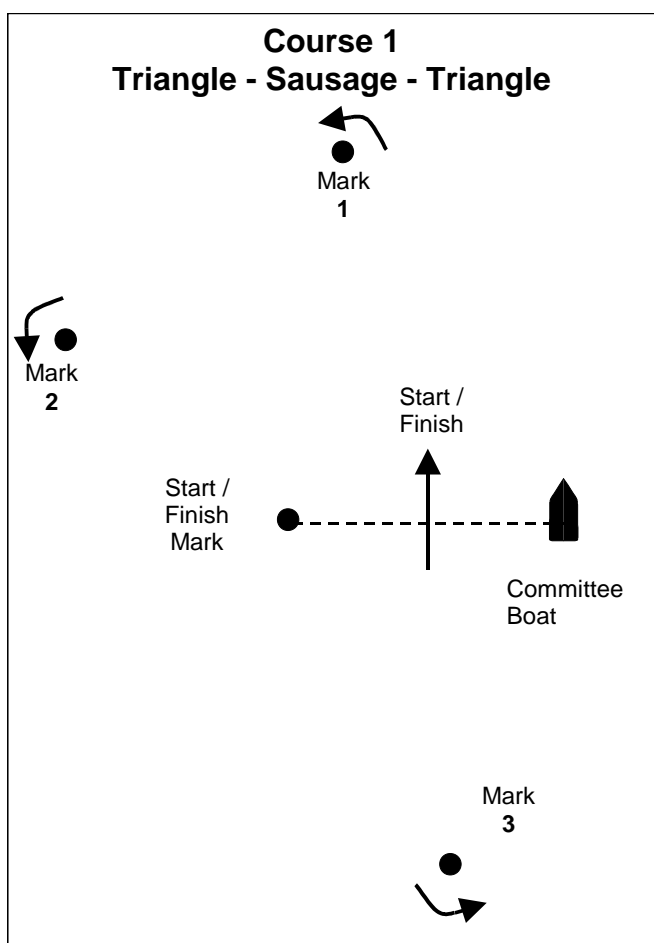 Course 1
Triangle - Sausage - Triangle
Mark
1
Mark
2
Start /
Finish
Start /
Finish
Mark
Committee
Boat
Mark
3